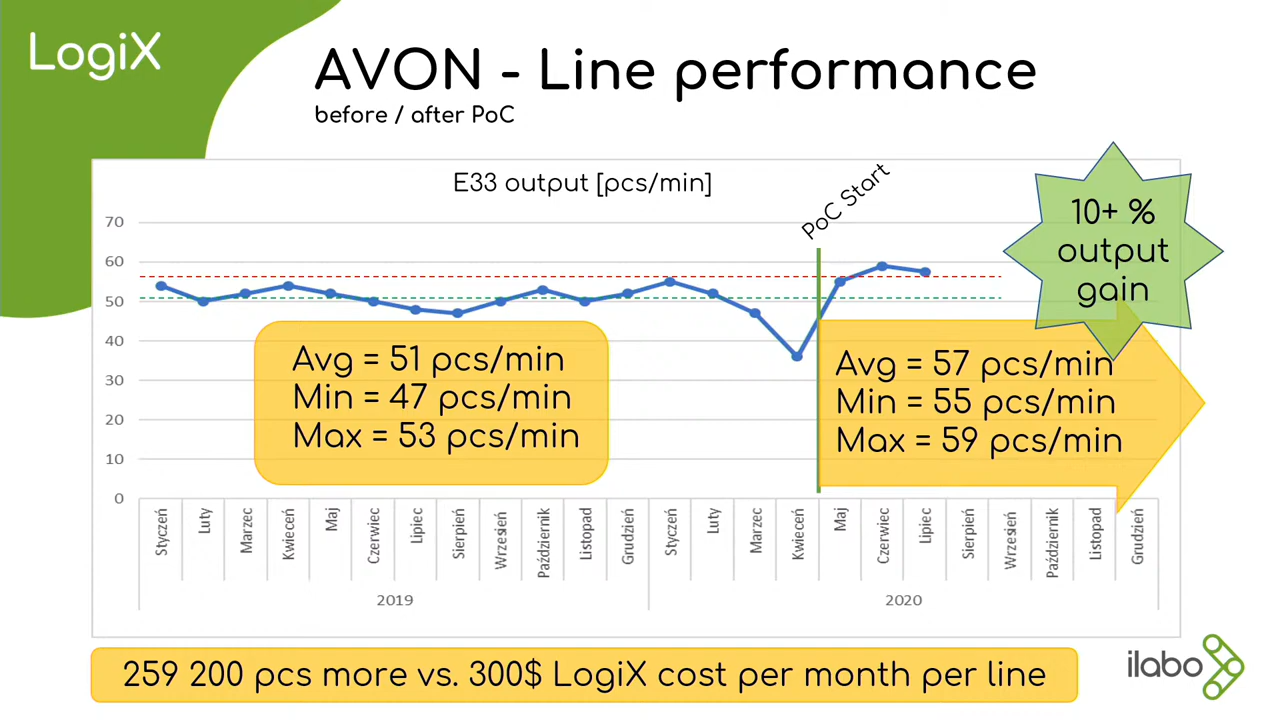 LogiX
AVON - Line performance
before / after PoC
E33 output [pcs/min]
PoC Start
10+ %
output
gain
70
60
50
40
30
20
10
0
Avg = 51 pcs/min
Min = 47 pcs/min
Max = 53 pcs/min
Avg = 57 pcs/min
Min = 55 pcs/min
Max = 59 pcs/min
Styczeń
Luty
Marzec
Kwiecień
Maj
Czerwiec
Lipiec
Sierpień
Wrzesień
Październik
Listopad
Grudzień
Styczeń
Luty
Marzec
Kwiecień
Maj
Czerwiec
Lipiec
Sierpień
Wrzesień
Październik
Listopad
Grudzień
2019
2020
259 200 pcs more vs. 300$ LogiX cost per month per line
ilabo